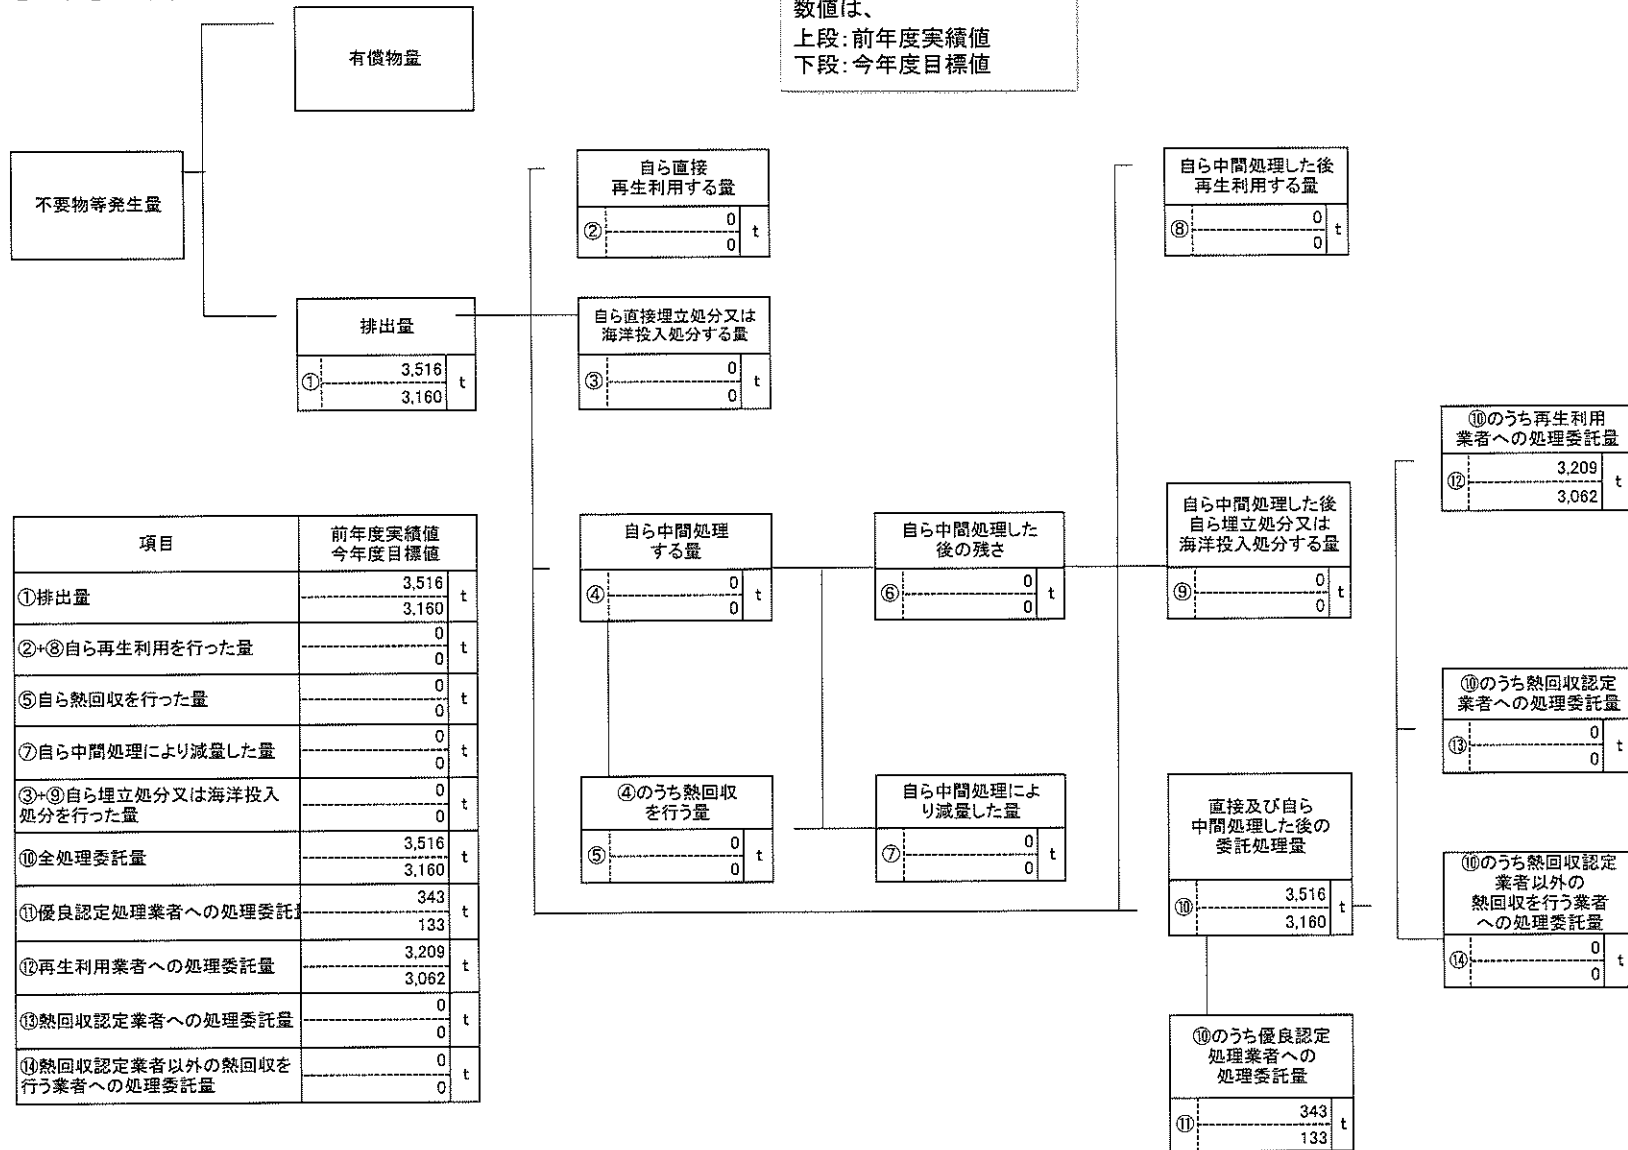 数値は、
上段:前年度実績値
下段:今年度目標値
有償物量
不要物等発生量
排出量
① 3,516 t
3,160
自ら直接
再生利用する量
② 0 t
0
自ら直接埋立処分又は
海洋投入処分する量
③ 0 t
0
自ら中間処理
する量
④ 0 t
0
④のうち熱回収
を行う量
⑤ 0 t
0
自ら中間処理した
後の残さ
⑥ 0 t
0
自ら中間処理によ
り減量した量
⑦ 0 t
0
自ら中間処理した後
再生利用する量
⑧ 0 t
0
自ら中間処理した後
自ら埋立処分又は
海洋投入処分する量
⑨ 0 t
0
直接及び自ら
中間処理した後の
委託処理量
⑩ 3,516 t
3,160
⑩のうち優良認定
処理業者への
処理委託量
⑪ 343 t
133
⑩のうち再生利用
業者への処理委託量
⑫ 3,209 t
3,062
⑩のうち熱回収認定
業者への処理委託量
⑬ 0 t
0
⑩のうち熱回収認定
業者以外の
熱回収を行う業者
への処理委託量
⑭ 0 t
0
項目 前年度実績値
今年度目標値
①排出量 3,516 t
3,160
②+⑧自ら再生利用を行った量 0 t
0
⑤自ら熱回収を行った量 0 t
0
⑦自ら中間処理により減量した量 0 t
0
③+⑨自ら埋立処分又は海洋投入
処分を行った量 0 t
0
⑩全処理委託量 3,516 t
3,160
⑪優良認定処理業者への処理委託 343 t
133
⑫再生利用業者への処理委託量 3,209 t
3,062
⑬熱回収認定業者への処理委託量 0 t
0
⑭熱回収認定業者以外の熱回収を
行う業者への処理委託量 0 t
0